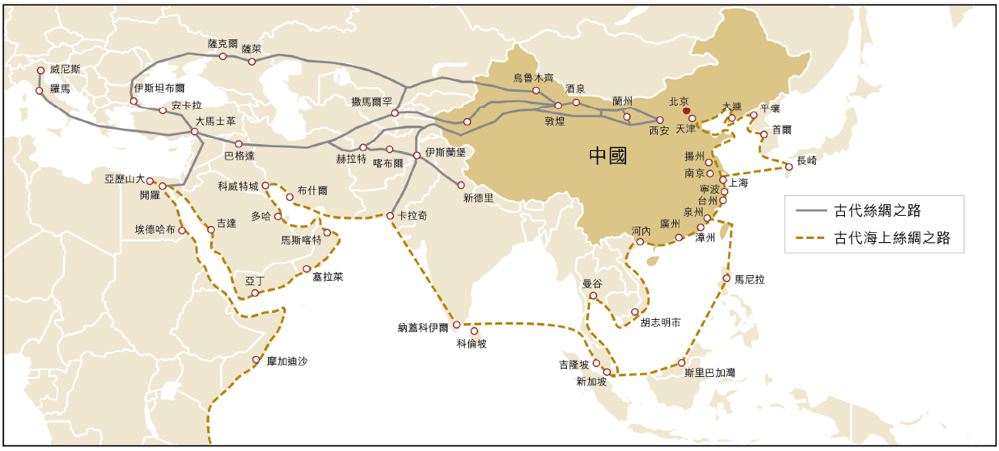 薩克爾
薩萊
威尼斯
羅馬
伊斯坦布爾
安卡拉
大馬士革
巴格達
撒馬爾罕
烏魯木齊
酒泉
敦煌
蘭州
西安
北京
天津
大連
平壤
首爾
長崎
揚州
南京
上海
寧波
台州
泉州
漳州
廣州
河內
中國
赫拉特
喀布爾
伊斯蘭堡
新德里
卡拉奇
亞歷山大
開羅
科威特城
布什爾
多哈
馬斯喀特
埃德哈布
吉達
亞丁
塞拉萊
摩加迪沙
納蓋科伊爾
科倫坡
曼谷
胡志明市
馬尼拉
吉隆坡
新加坡
斯里巴加灣
古代絲綢之路
古代海上絲綢之路